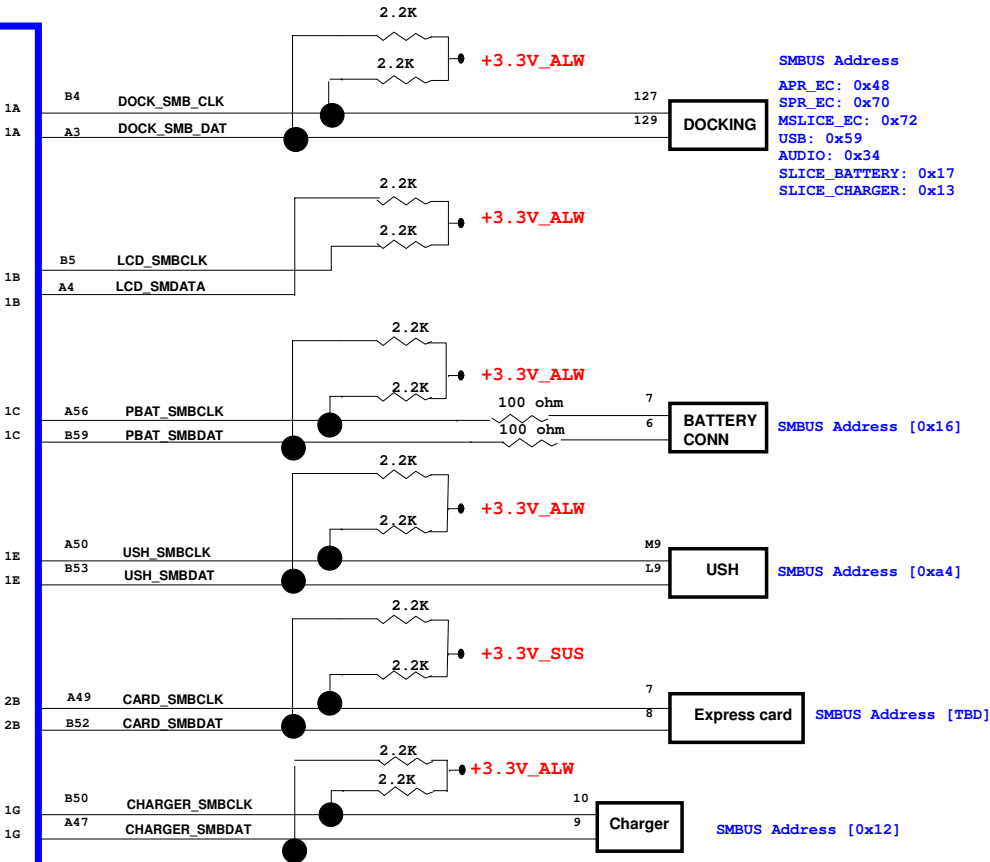 2.2K
2.2K
+3.3V_ALW
SMBUS Address
APR_EC: 0x48
SPR_EC: 0x70
MSLICE_EC: 0x72
USB: 0x59
AUDIO: 0x34
SLICE_BATTERY: 0x17
SLICE_CHARGER: 0x13
1A B4 DOCK_SMB_CLK 127
1A A3 DOCK_SMB_DAT 129
DOCKING
2.2K
+3.3V_ALW
2.2K
1B B5 LCD_SMBCLK
1B A4 LCD_SMDATA
2.2K
+3.3V_ALW
2.2K
100 ohm
1C A56 PBAT_SMBCLK 7
1C B59 PBAT_SMBDAT 100 ohm 6
BATTERY
CONN
SMBUS Address [0x16]
2.2K
+3.3V_ALW
2.2K
1E A50 USH_SMBCLK M9
1E B53 USH_SMBDAT L9
USH
SMBUS Address [0xa4]
2.2K
+3.3V_SUS
2.2K
2B A49 CARD_SMBCLK 7
2B B52 CARD_SMBDAT 8
Express card
SMBUS Address [TBD]
2.2K
+3.3V_ALW
2.2K
1G B50 CHARGER_SMBCLK 10
1G A47 CHARGER_SMBDAT 9
Charger
SMBUS Address [0x12]